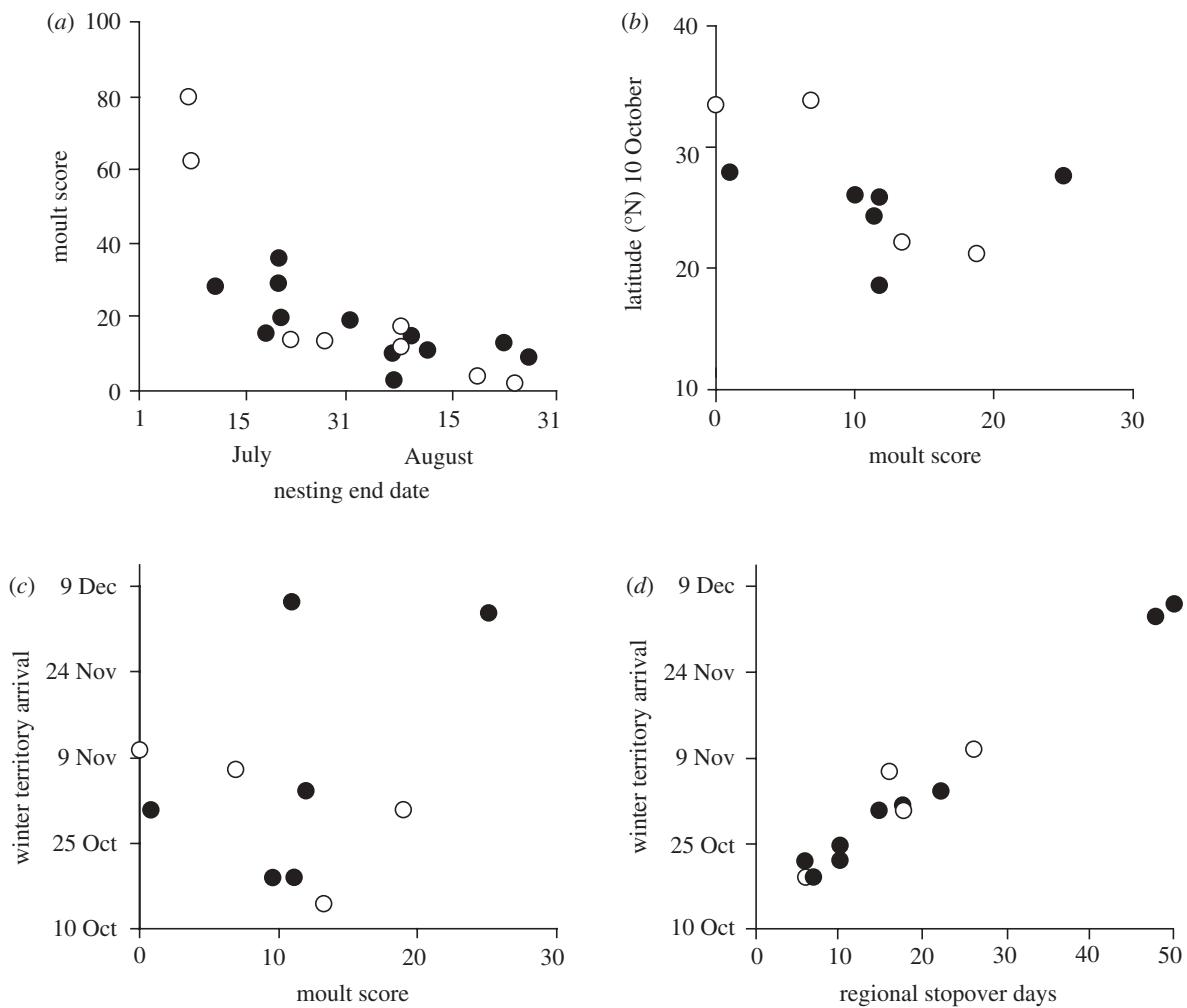 (a)
100
80
60
40
20
0
moult score
1 15 31 15 31
July August
nesting end date
(b)
40
30
20
10
latitude (°N) 10 October
0 10 20 30
moult score
(c)
9 Dec
24 Nov
9 Nov
25 Oct
10 Oct
winter territory arrival
0 10 20 30
moult score
(d)
9 Dec
24 Nov
9 Nov
25 Oct
10 Oct
winter territory arrival
0 10 20 30 40 50
regional stopover days